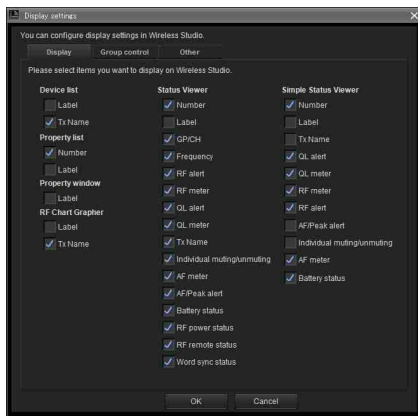 Display settings
You can configure display settings in Wireless Studio.
Display Group control Other
Please select items you want to display on Wireless Studio.
Device list
Label
Tx Name
Property list
Number
Label
Property window
Label
RF Chart Grapher
Label
Tx Name
Status Viewer
Number
Label
GP/CH
Frequency
RF alert
RF meter
QL alert
QL meter
Tx Name
Individual muting/unmuting
AF meter
AF/Peak alert
Battery status
RF power status
RF remote status
Word sync status
Simple Status Viewer
Number
Label
Tx Name
QL alert
QL meter
RF meter
RF alert
AF/Peak alert
Individual muting/unmuting
AF meter
Battery status
OK Cancel